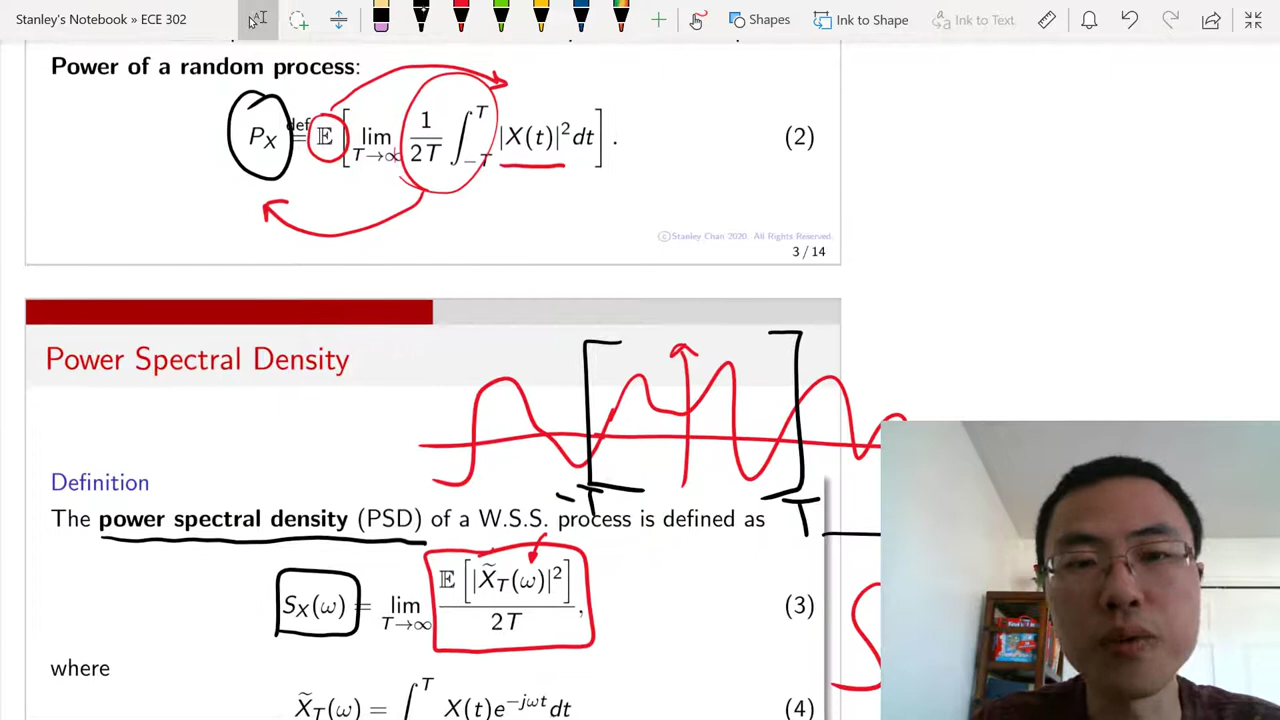 Stanley's Notebook » ECE 302
Shapes
Ink to Shape
Ink to Text
Power of a random process:
P_X def= 𝔼 [ lim T→∞ 1/2T ∫_{-T}^{T} |X(t)|² dt ] . (2)
©Stanley Chan 2020. All Rights Reserved.
3 / 14
Power Spectral Density
-T T
Definition
The power spectral density (PSD) of a W.S.S. process is defined as
S_X(ω) = lim T→∞ 𝔼 [ |X̃_T(ω)|² ] / 2T , (3)
where
X̃_T(ω) = ∫^T X(t)e^{-jωt} dt (4)